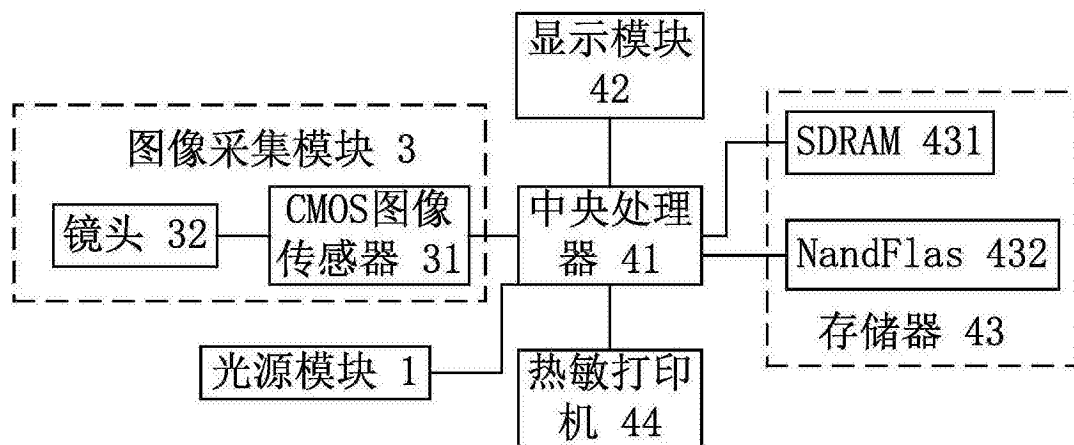 显示模块
42
图像采集模块 3
镜头 32
CMOS图像
传感器 31
中央处理
器 41
SDRAM 431
NandFlas 432
存储器 43
光源模块 1
热敏打印
机 44